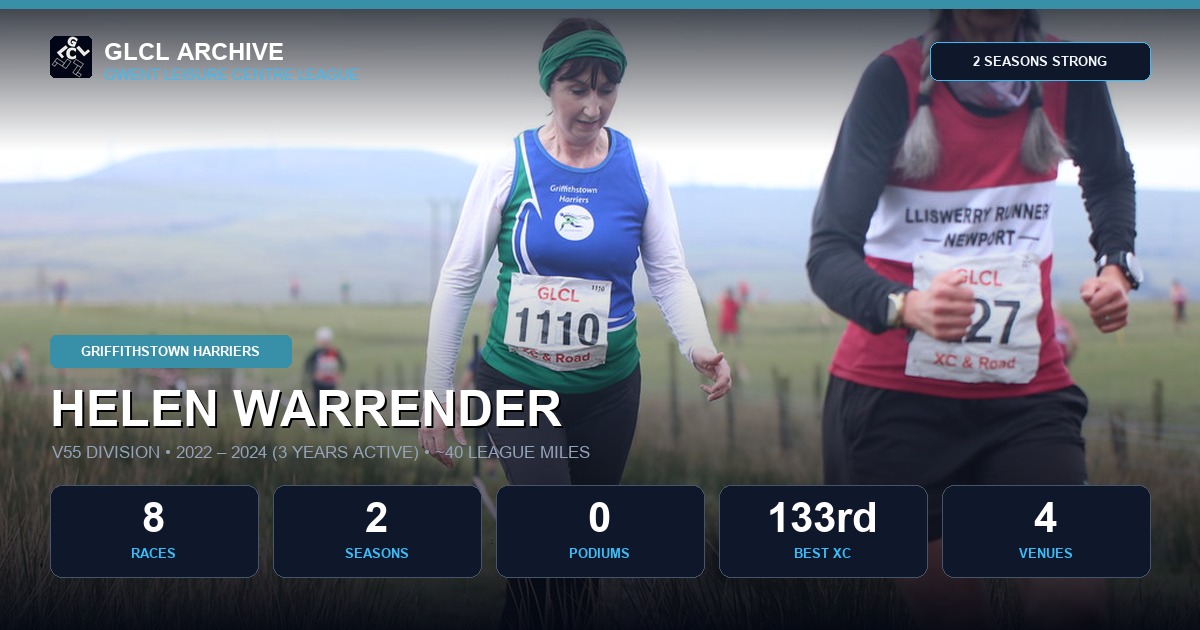 GLCL ARCHIVE
GWENT LEISURE CENTRE LEAGUE
2 SEASONS STRONG
Griffithstown
Harriers
GLCL
1110
1110
XC & Road
LLISWERRY RUNNER
NEWPORT
GLCL
27
XC & Road
GRIFFITHSTOWN HARRIERS
HELEN WARRENDER
V55 DIVISION • 2022 – 2024 (3 YEARS ACTIVE) • ~40 LEAGUE MILES
8
RACES
2
SEASONS
0
PODIUMS
133rd
BEST XC
4
VENUES